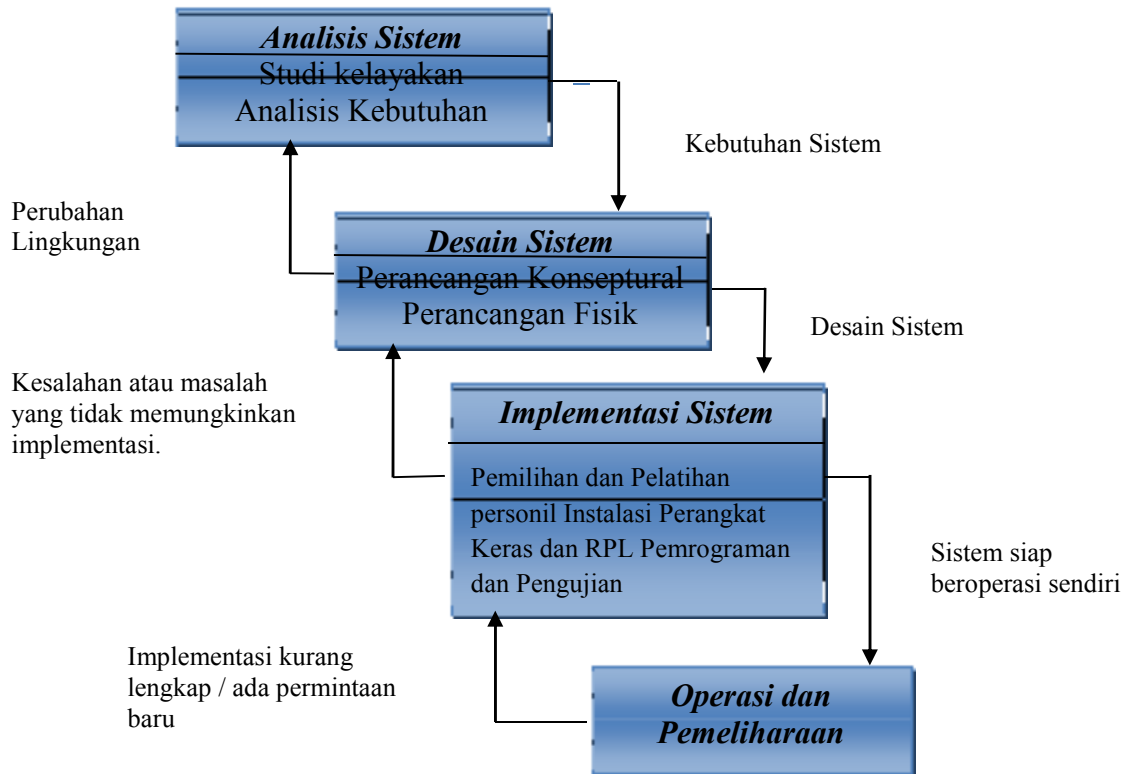 Analisis Sistem
Studi kelayakan
Analisis Kebutuhan
Kebutuhan Sistem
Perubahan
Lingkungan
Desain Sistem
Perancangan Konseptural
Perancangan Fisik
Desain Sistem
Kesalahan atau masalah
yang tidak memungkinkan
implementasi.
Implementasi Sistem
Pemilihan dan Pelatihan
personil Instalasi Perangkat
Keras dan RPL Pemrograman
dan Pengujian
Sistem siap
beroperasi sendiri
Implementasi kurang
lengkap / ada permintaan
baru
Operasi dan
Pemeliharaan